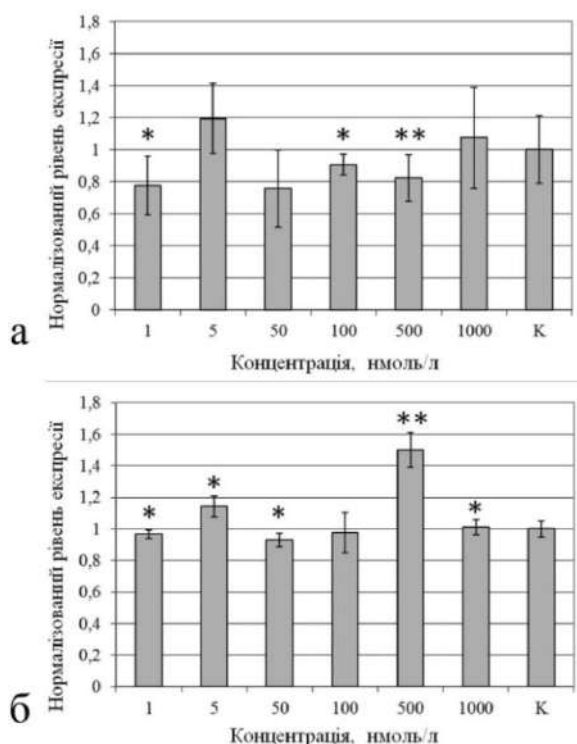 Нормалізований рівень експресії
1,8
1,6
1,4
1,2
1
0,8
0,6
0,4
0,2
0
* * **
1 5 50 100 500 1000 К
Концентрація, нмоль/л
а
Нормалізований рівень експресії
1,8
1,6
1,4
1,2
1
0,8
0,6
0,4
0,2
0
* * * ** *
1 5 50 100 500 1000 К
Концентрація, нмоль/л
б